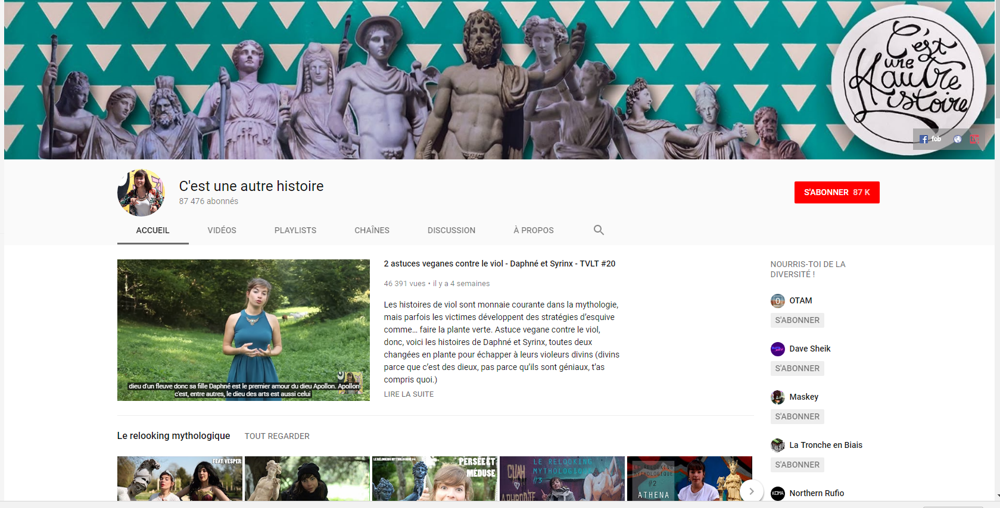 C'est
une
Autre
Histoire
fcb
C'est une autre histoire
87 476 abonnés
S'ABONNER 87 K
ACCUEIL VIDÉOS PLAYLISTS CHAÎNES DISCUSSION À PROPOS
2 astuces veganes contre le viol - Daphné et Syrinx - TVLT #20
46 391 vues • il y a 4 semaines
Les histoires de viol sont monnaie courante dans la mythologie,
mais parfois les victimes développent des stratégies d’esquive
comme... faire la plante verte. Astuce vegane contre le viol,
donc, voici les histoires de Daphné et Syrinx, toutes deux
changées en plante pour échapper à leurs violeurs divins (divins
parce que c’est des dieux, pas parce qu’ils sont géniaux, t’as
compris quoi.)
LIRE LA SUITE
dieu d'un fleuve donc sa fille Daphné est le premier amour du dieu Apollon. Apollon
c'est, entre autres, le dieu des arts est aussi celui
NOURRIS-TOI DE LA
DIVERSITÉ !
OTAM
S'ABONNER
Dave Sheik
S'ABONNER
Maskey
S'ABONNER
La Tronche en Biais
S'ABONNER
KOMA
Northern Rufio
Le relooking mythologique TOUT REGARDER
FEAT. VESPER
LE RELOOKING MYTHOLOGIQUE #4
PERSÉE ET
MÉDUSE
LE RELOOKING
MYTHOLOGIQUE
#3
APHRODITE
LE RELOOKING
MYTHOLOGIQUE
#2
ATHENA